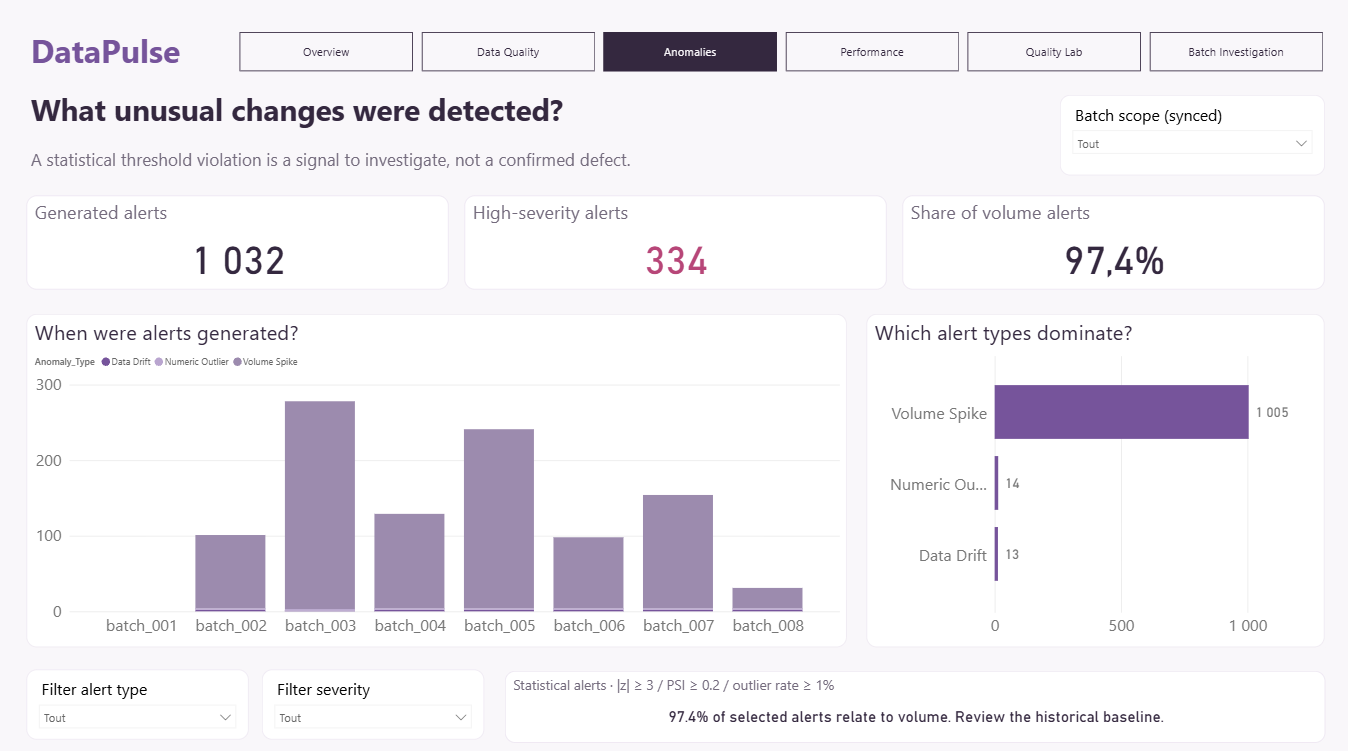 DataPulse
Overview
Data Quality
Anomalies
Performance
Quality Lab
Batch Investigation
What unusual changes were detected?
A statistical threshold violation is a signal to investigate, not a confirmed defect.
Batch scope (synced)
Tout
Generated alerts
1 032
High-severity alerts
334
Share of volume alerts
97,4%
When were alerts generated?
Anomaly_Type Data Drift Numeric Outlier Volume Spike
300
200
100
0
batch_001 batch_002 batch_003 batch_004 batch_005 batch_006 batch_007 batch_008
Which alert types dominate?
Volume Spike 1 005
Numeric Ou... 14
Data Drift 13
0 500 1 000
Filter alert type
Tout
Filter severity
Tout
Statistical alerts · |z| ≥ 3 / PSI ≥ 0.2 / outlier rate ≥ 1%
97.4% of selected alerts relate to volume. Review the historical baseline.